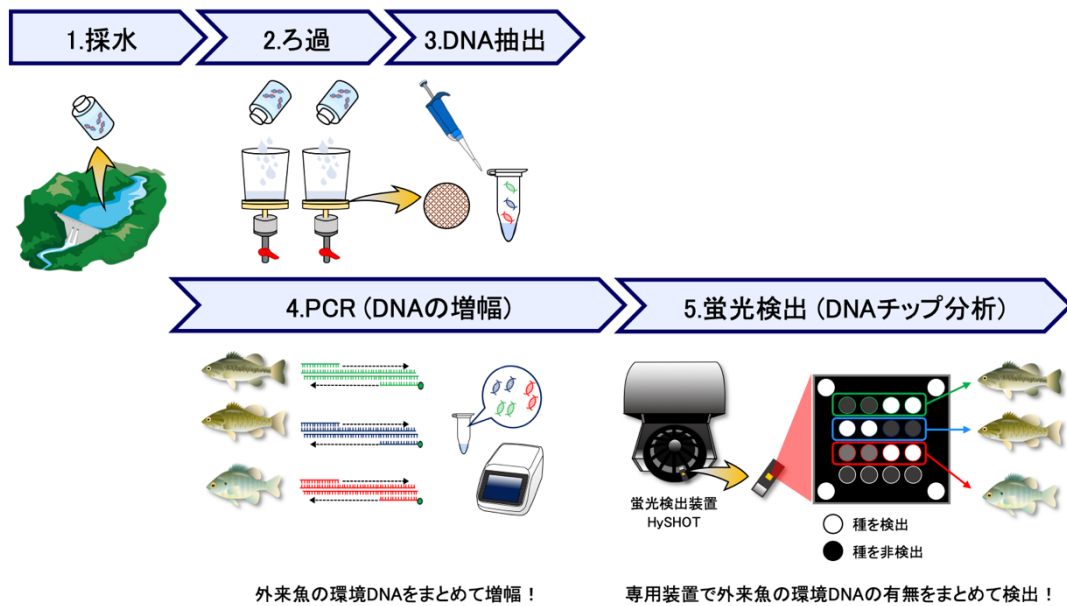 1.採水
2.ろ過
3.DNA抽出
4.PCR (DNAの増幅)
5.蛍光検出 (DNAチップ分析)
蛍光検出装置
HySHOT
種を検出
種を非検出
外来魚の環境DNAをまとめて増幅！
専用装置で外来魚の環境DNAの有無をまとめて検出！